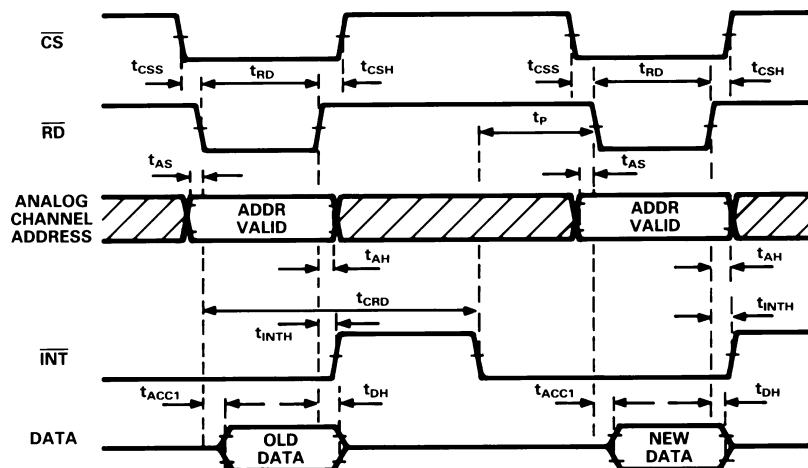 CS
tCSS tRD tCSH tCSS tRD tCSH
RD
tP
tAS tAS
ANALOG
CHANNEL
ADDRESS
ADDR
VALID
ADDR
VALID
tAH tAH
tCRD
tINTH tINTH
INT
tACC1 tDH tACC1 tDH
DATA
OLD
DATA
NEW
DATA